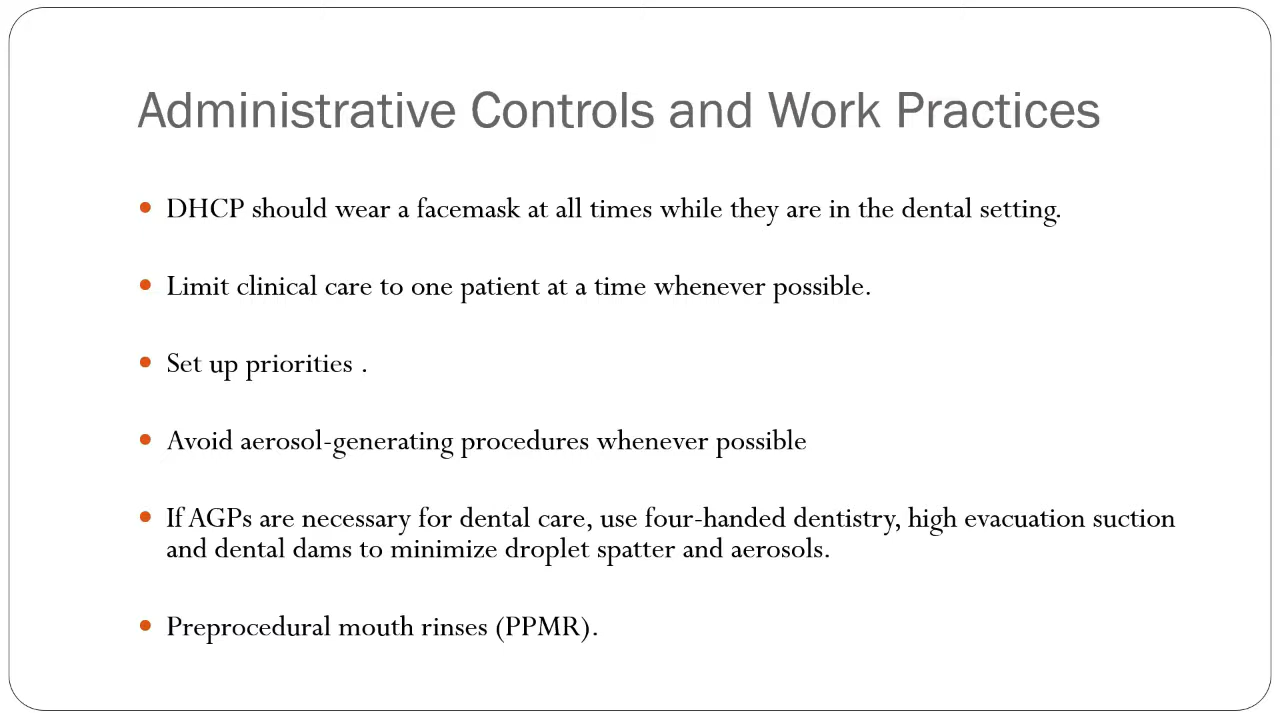 Administrative Controls and Work Practices
• DHCP should wear a facemask at all times while they are in the dental setting.
• Limit clinical care to one patient at a time whenever possible.
• Set up priorities .
• Avoid aerosol-generating procedures whenever possible
• If AGPs are necessary for dental care, use four-handed dentistry, high evacuation suction
and dental dams to minimize droplet spatter and aerosols.
• Preprocedural mouth rinses (PPMR).